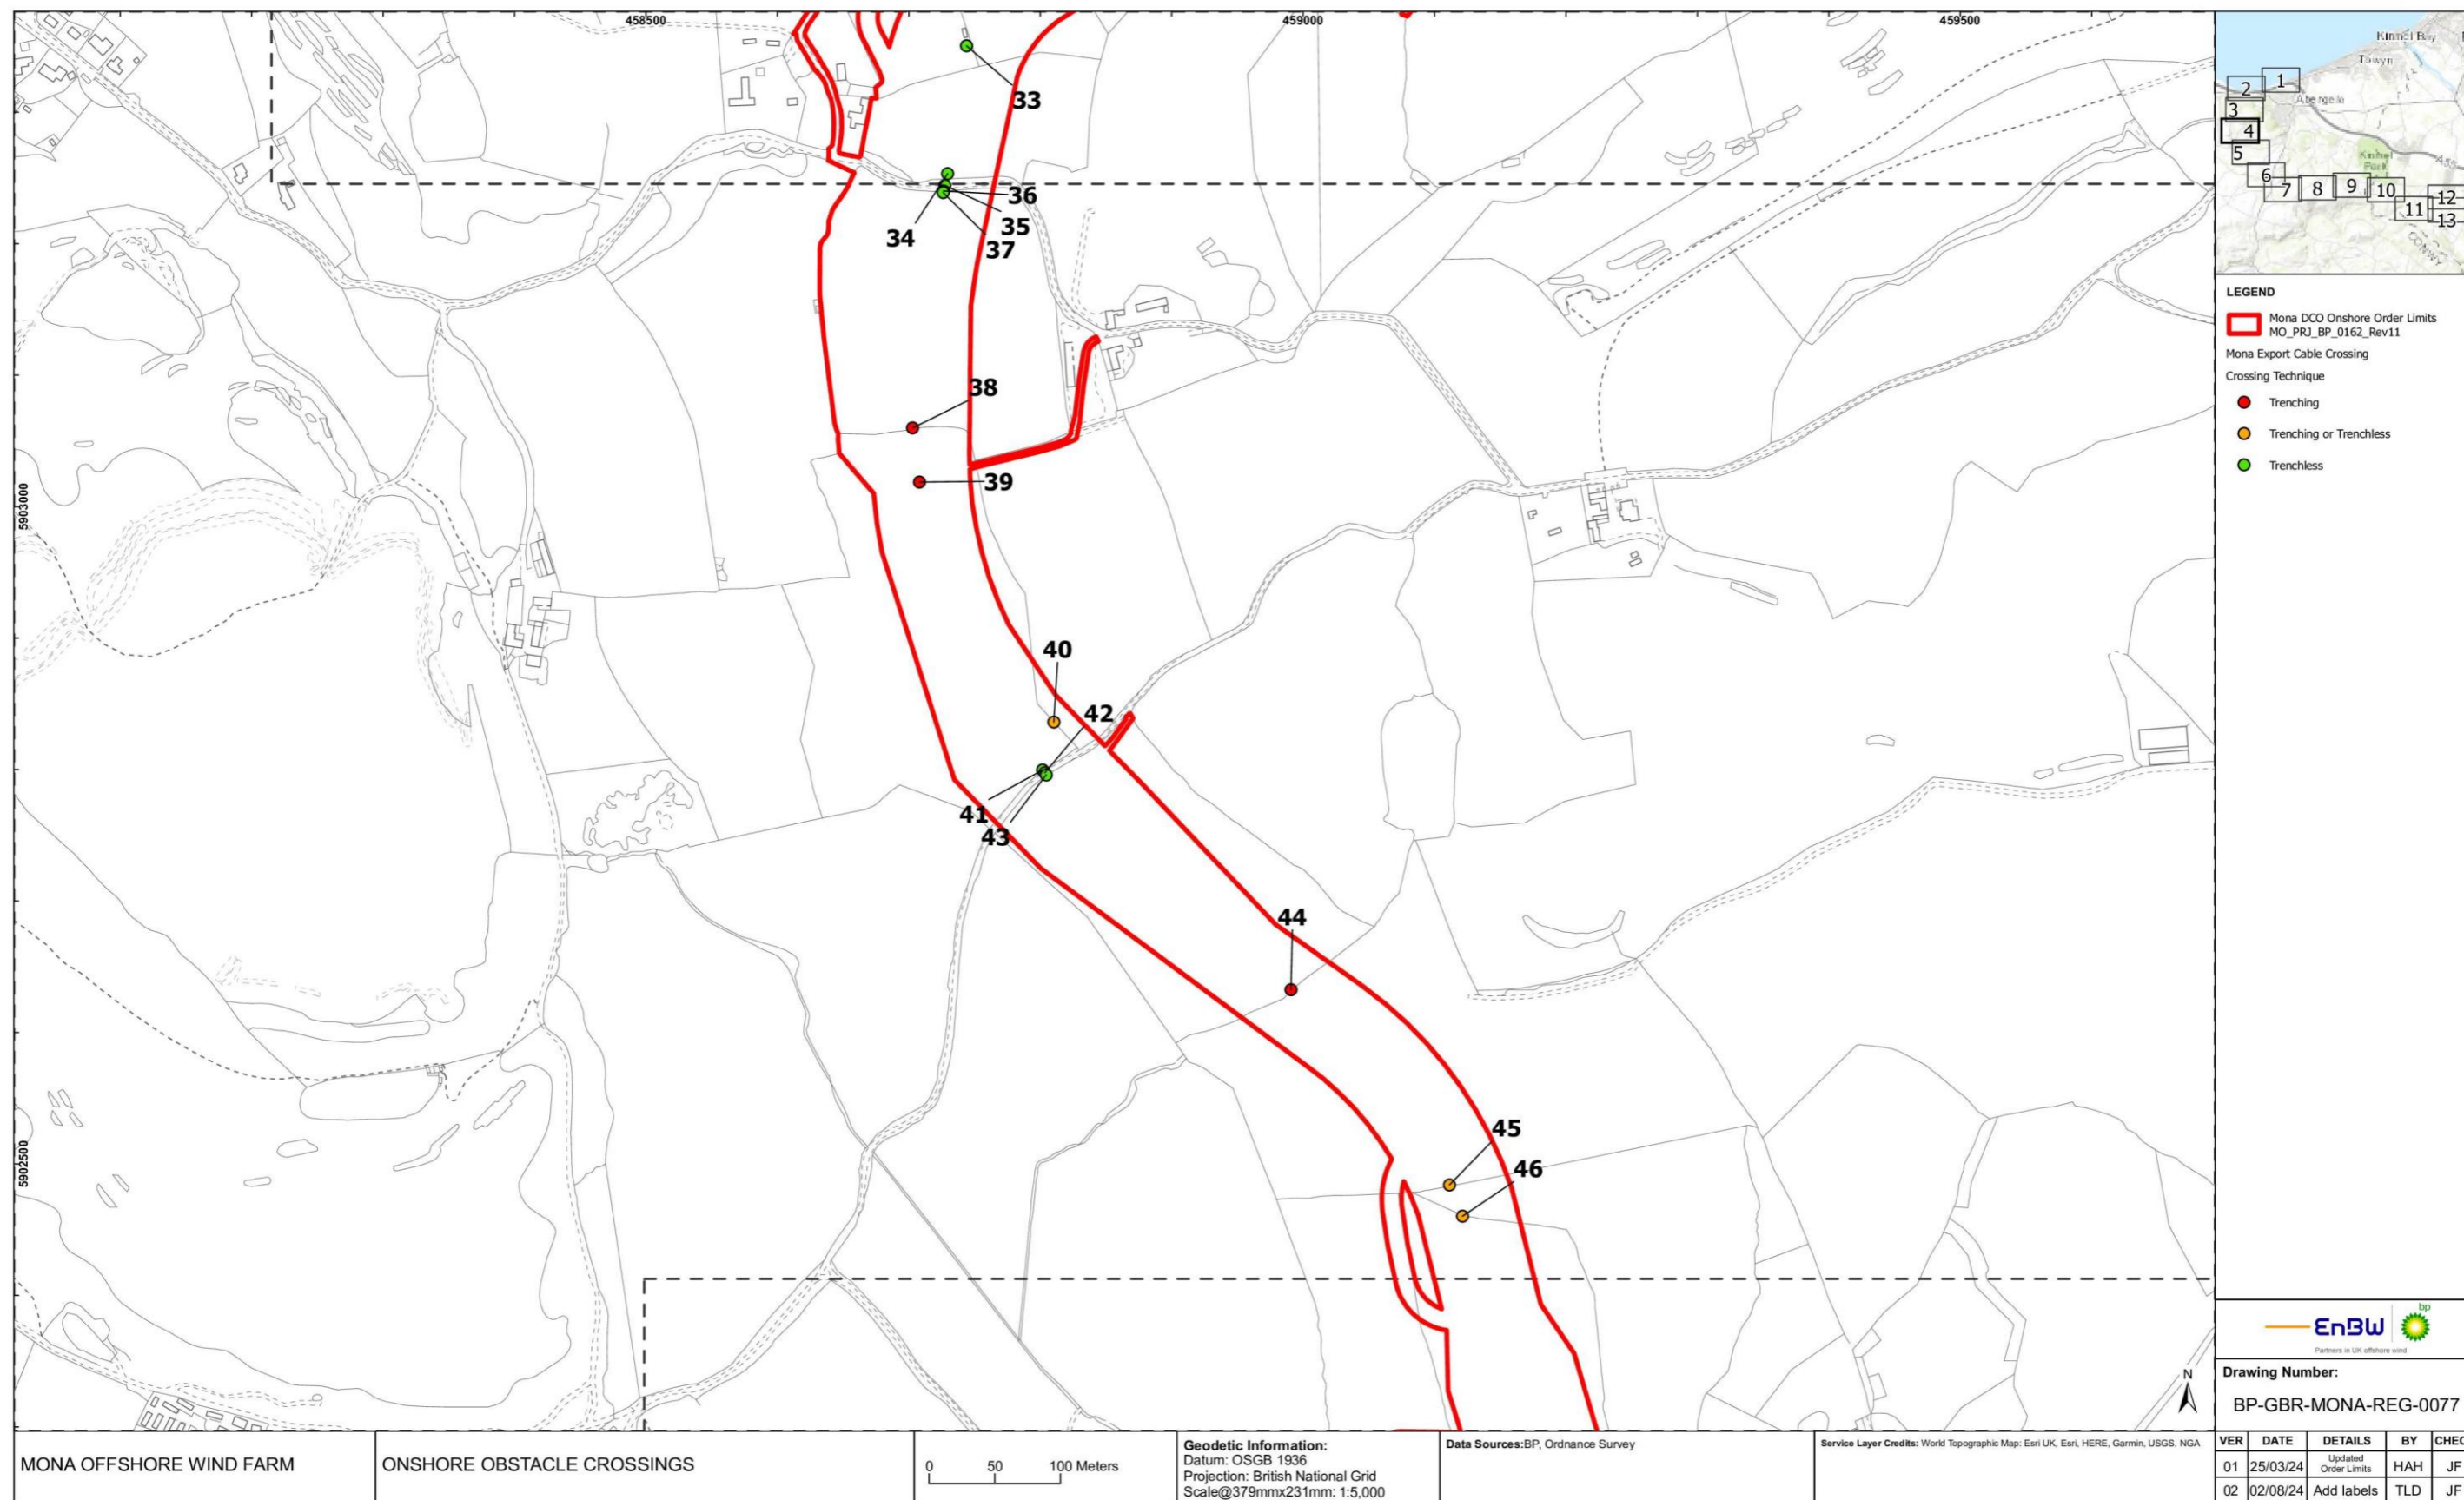 458500
459000
459500
5903000
5902500
33
36
35
34
37
38
39
40
42
41
43
44
45
46
Kinmel Bay
Towyn
Abergele
Kinmel
Park
CONWY
1
2
3
4
5
6
7
8
9
10
11
12
13
LEGEND
Mona DCO Onshore Order Limits
MO_PRJ_BP_0162_Rev11
Mona Export Cable Crossing
Crossing Technique
Trenching
Trenching or Trenchless
Trenchless
EnBW
bp
Partners in UK offshore wind
Drawing Number:
BP-GBR-MONA-REG-0077
N
MONA OFFSHORE WIND FARM
ONSHORE OBSTACLE CROSSINGS
0 50 100 Meters
Geodetic Information:
Datum: OSGB 1936
Projection: British National Grid
Scale@379mmx231mm: 1:5,000
Data Sources:BP, Ordnance Survey
Service Layer Credits: World Topographic Map: Esri UK, Esri, HERE, Garmin, USGS, NGA
VER DATE DETAILS BY CHEC
01 25/03/24 Updated Order Limits HAH JF
02 02/08/24 Add labels TLD JF